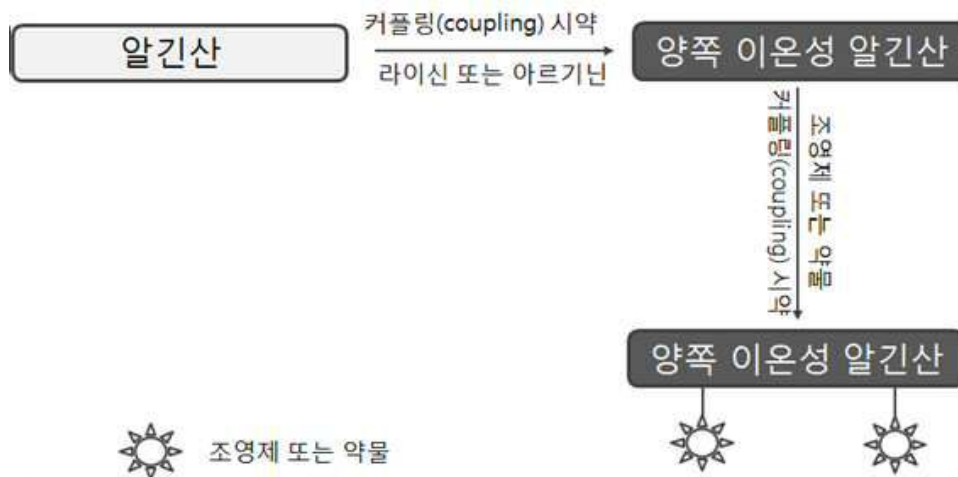 알긴산
커플링(coupling) 시약
라이신 또는 아르기닌
양쪽 이온성 알긴산
조영제 또는 약물
커플링(coupling) 시약
양쪽 이온성 알긴산
조영제 또는 약물